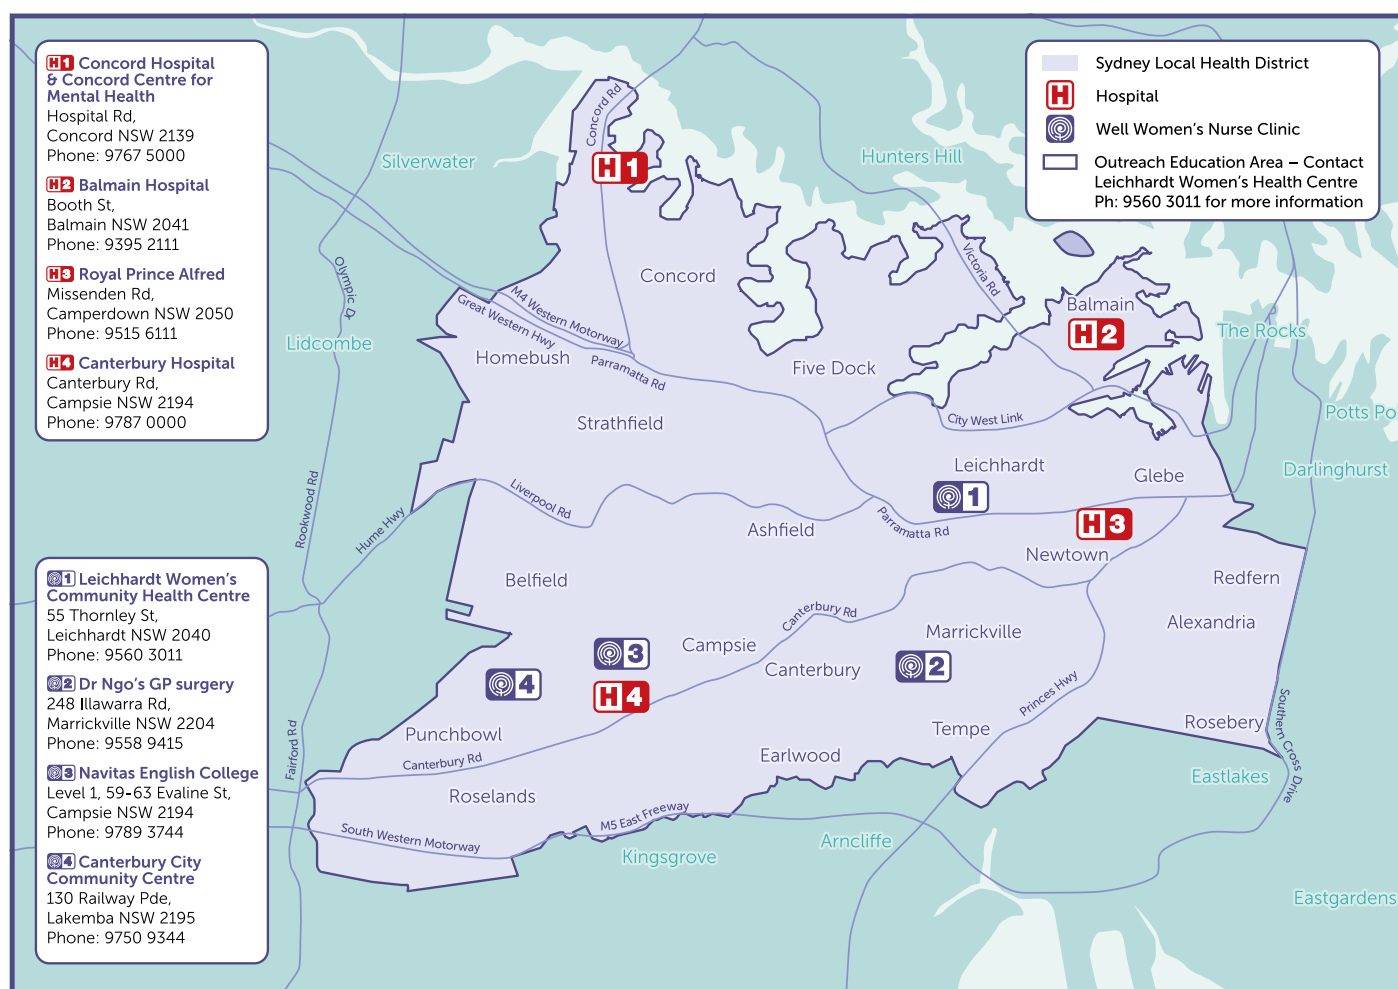 H1 Concord Hospital
& Concord Centre for
Mental Health
Hospital Rd,
Concord NSW 2139
Phone: 9767 5000
H2 Balmain Hospital
Booth St,
Balmain NSW 2041
Phone: 9395 2111
H3 Royal Prince Alfred
Missenden Rd,
Camperdown NSW 2050
Phone: 9515 6111
H4 Canterbury Hospital
Canterbury Rd,
Campsie NSW 2194
Phone: 9787 0000
1 Leichhardt Women's
Community Health Centre
55 Thornley St,
Leichhardt NSW 2040
Phone: 9560 3011
2 Dr Ngo's GP surgery
248 Illawarra Rd,
Marrickville NSW 2204
Phone: 9558 9415
3 Navitas English College
Level 1, 59-63 Evaline St,
Campsie NSW 2194
Phone: 9789 3744
4 Canterbury City
Community Centre
130 Railway Pde,
Lakemba NSW 2195
Phone: 9750 9344
Sydney Local Health District
H Hospital
Well Women's Nurse Clinic
Outreach Education Area – Contact
Leichhardt Women's Health Centre
Ph: 9560 3011 for more information
Concord Rd
Silverwater
H1
Hunters Hill
Victoria Rd
Concord
Olympic Dr
Balmain
H2
The Rocks
M4 Western Motorway
Great Western Hwy
Lidcombe
Homebush
Parramatta Rd
Five Dock
Strathfield
City West Link
Potts Po
Leichhardt
Glebe
Darlinghurst
1
Liverpool Rd
Rookwood Rd
Hume Hwy
Ashfield
Parramatta Rd
H3
Newtown
Belfield
Redfern
Canterbury Rd
Alexandria
Marrickville
Campsie
3
Canterbury
2
4
H4
Princes Hwy
Southern Cross Drive
Punchbowl
Tempe
Rosebery
Fairford Rd
Canterbury Rd
Earlwood
Eastlakes
Roselands
M5 East Freeway
South Western Motorway
Arncliffe
Kingsgrove
Eastgardens